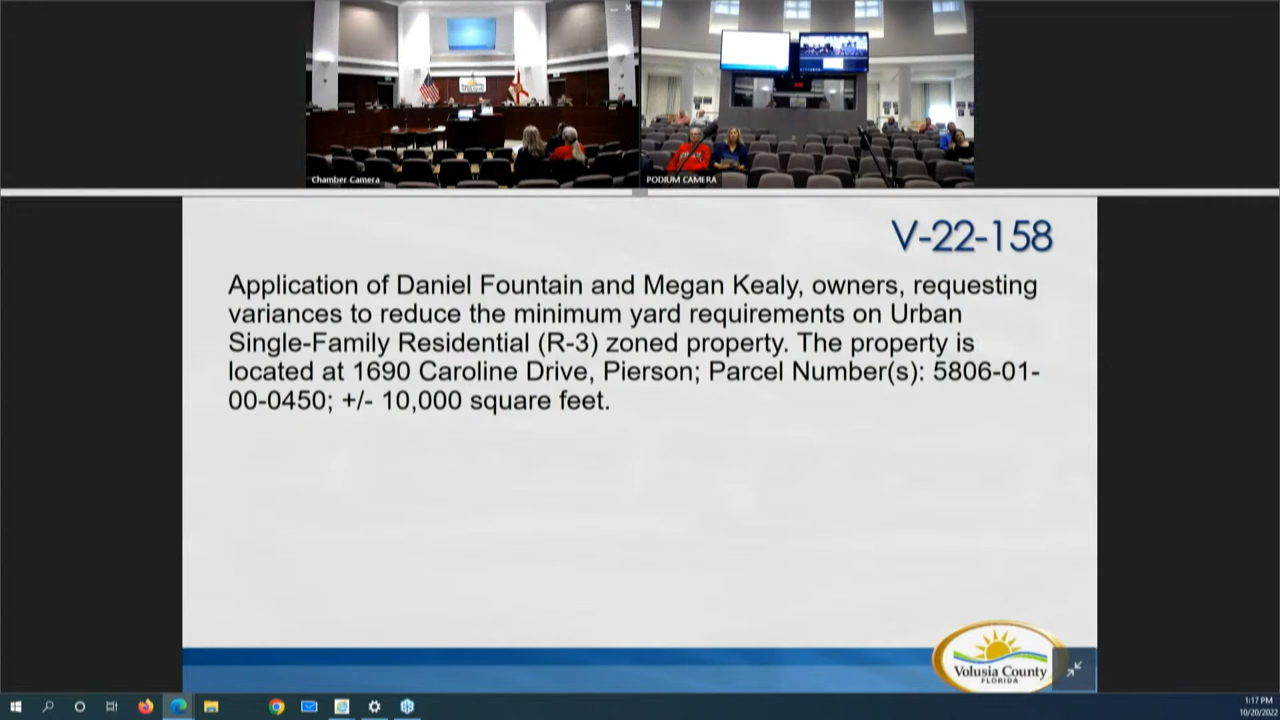 Chamber Camera
PODIUM CAMERA
V-22-158
Application of Daniel Fountain and Megan Kealy, owners, requesting
variances to reduce the minimum yard requirements on Urban
Single-Family Residential (R-3) zoned property. The property is
located at 1690 Caroline Drive, Pierson; Parcel Number(s): 5806-01-
00-0450; +/- 10,000 square feet.
Volusia County
FLORIDA
1:17 PM
10/20/2022